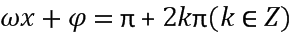 ωx + φ = π + 2kπ(k ∈ Z)